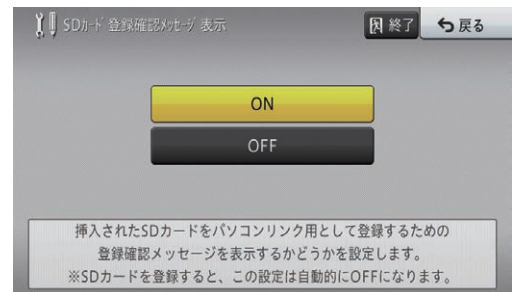 SDｶｰﾄﾞ 登録確認ﾒｯｾｰｼﾞ 表示
終了
戻る
ON
OFF
挿入されたSDカードをパソコンリンク用として登録するための
登録確認メッセージを表示するかどうかを設定します。
※SDカードを登録すると、この設定は自動的にOFFになります。